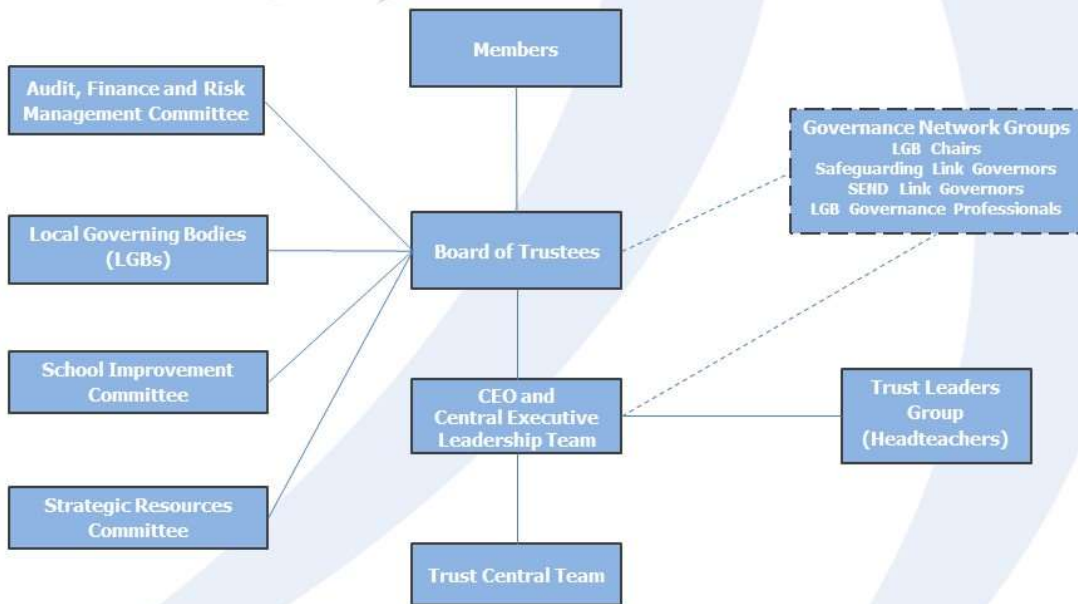 Members
Audit, Finance and Risk
Management Committee
Governance Network Groups
LGB Chairs
Safeguarding Link Governors
SEND Link Governors
LGB Governance Professionals
Local Governing Bodies
(LGBs)
Board of Trustees
School Improvement
Committee
CEO and
Central Executive
Leadership Team
Trust Leaders
Group
(Headteachers)
Strategic Resources
Committee
Trust Central Team